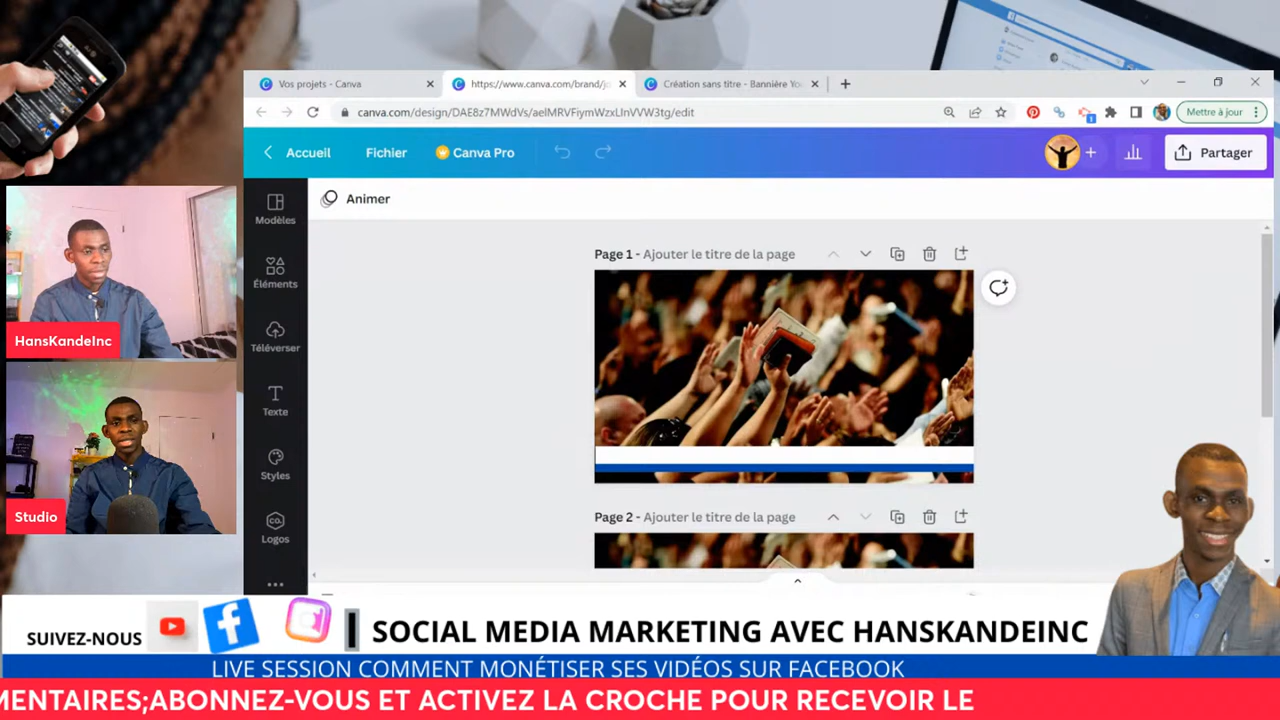 Vos projets - Canva
https://www.canva.com/brand/jo
Création sans titre - Bannière Yo
canva.com/design/DAE8z7MWdVs/aelMRVFiymWzxLlnVVW3tg/edit
Mettre à jour
Accueil
Fichier
Canva Pro
Partager
Modèles
Éléments
Téléverser
Texte
Styles
CO.
Logos
Animer
Page 1 - Ajouter le titre de la page
Page 2 - Ajouter le titre de la page
HansKandeInc
Studio
SUIVEZ-NOUS
SOCIAL MEDIA MARKETING AVEC HANSKANDEINC
LIVE SESSION COMMENT MONÉTISER SES VIDÉOS SUR FACEBOOK
MENTAIRES;ABONNEZ-VOUS ET ACTIVEZ LA CROCHE POUR RECEVOIR LE